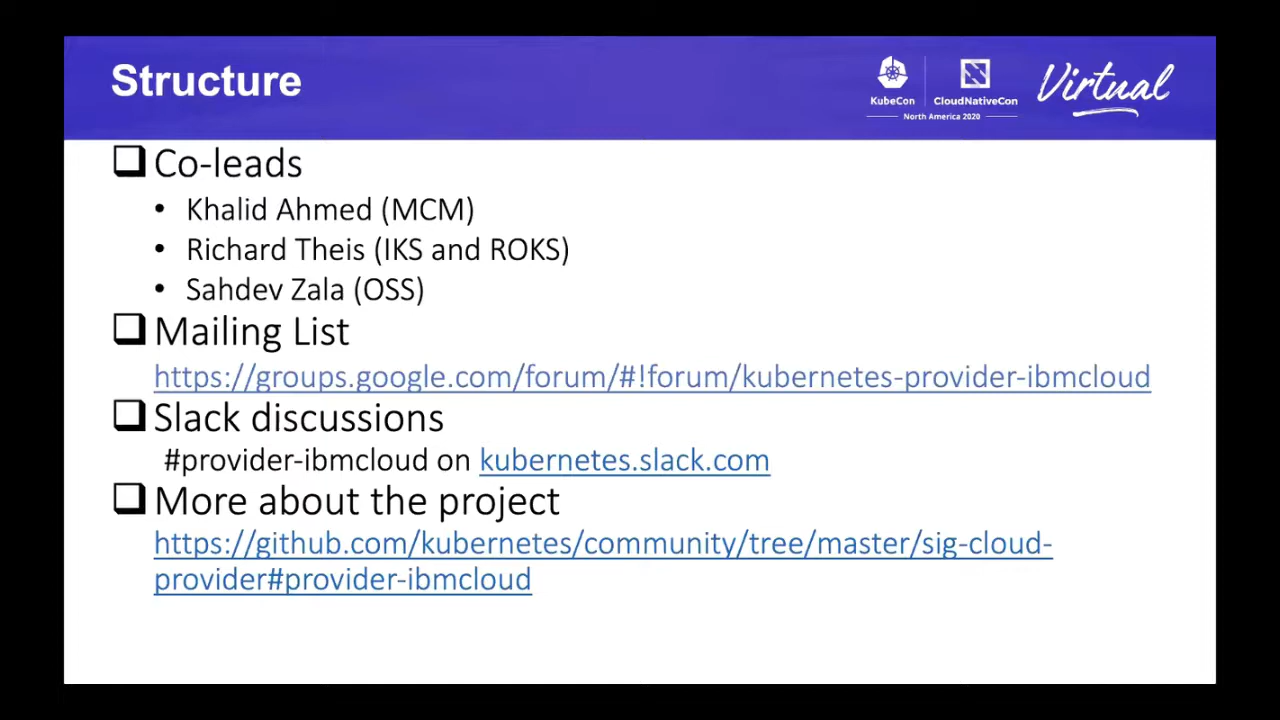 Structure
KubeCon
CloudNativeCon
North America 2020
Virtual
Co-leads
• Khalid Ahmed (MCM)
• Richard Theis (IKS and ROKS)
• Sahdev Zala (OSS)
Mailing List
https://groups.google.com/forum/#!forum/kubernetes-provider-ibmcloud
Slack discussions
#provider-ibmcloud on kubernetes.slack.com
More about the project
https://github.com/kubernetes/community/tree/master/sig-cloud-
provider#provider-ibmcloud